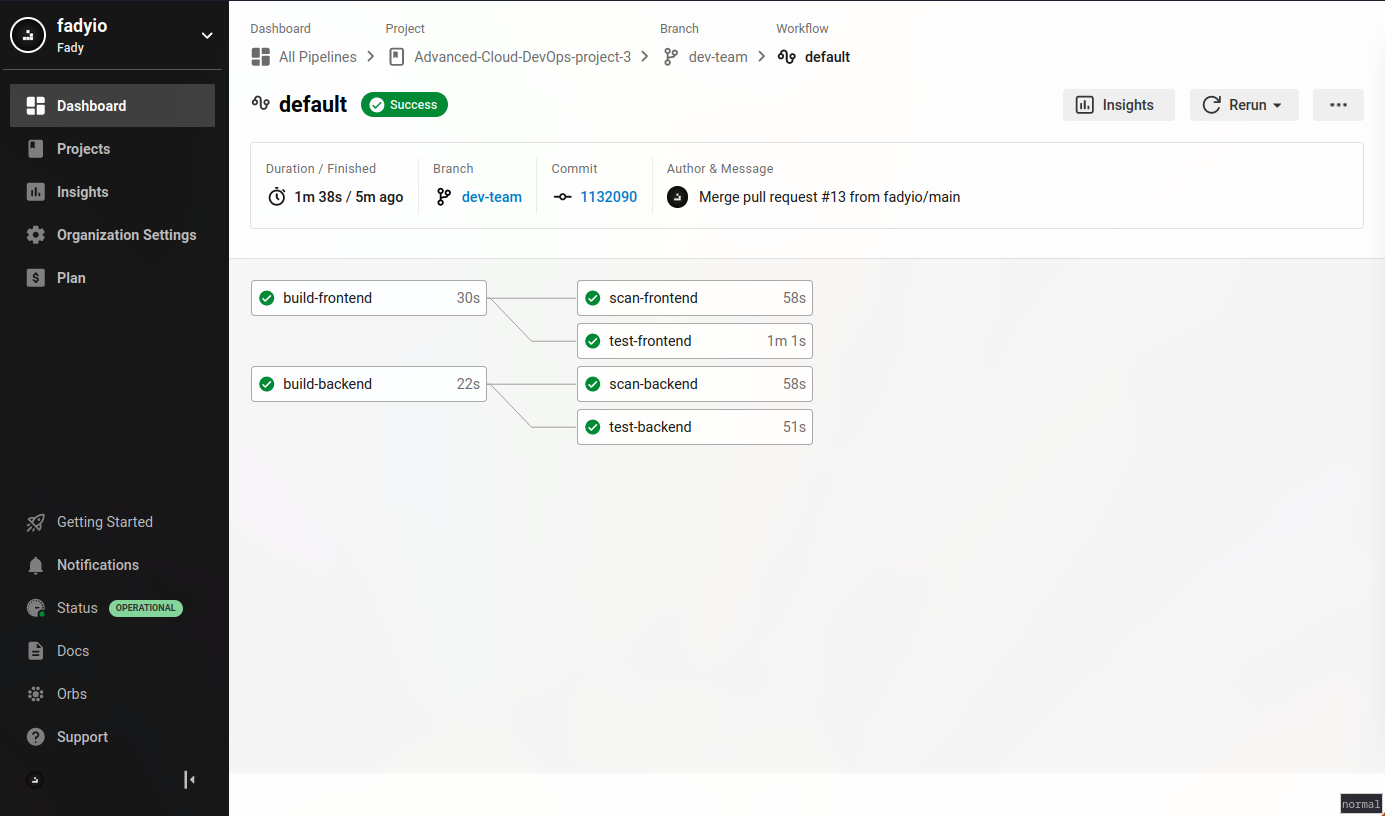 fadyio
Fady
Dashboard
Projects
Insights
Organization Settings
$ Plan
Getting Started
Notifications
Status OPERATIONAL
Docs
Orbs
? Support
Dashboard Project Branch Workflow
All Pipelines > Advanced-Cloud-DevOps-project-3 > dev-team > default
default Success Insights Rerun ...
Duration / Finished Branch Commit Author & Message
1m 38s / 5m ago dev-team 1132090 Merge pull request #13 from fadyio/main
build-frontend 30s scan-frontend 58s
test-frontend 1m 1s
build-backend 22s scan-backend 58s
test-backend 51s
normal